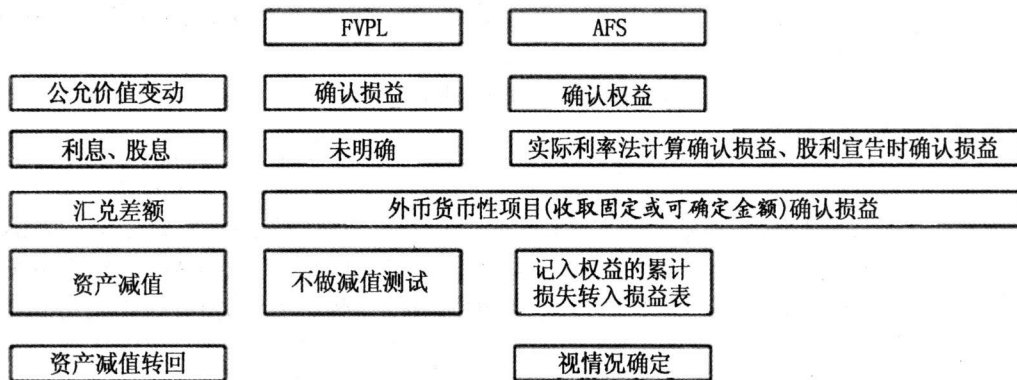 FVPL AFS
公允价值变动 确认损益 确认权益
利息、股息 未明确 实际利率法计算确认损益、股利宣告时确认损益
汇兑差额 外币货币性项目(收取固定或可确定金额)确认损益
资产减值 不做减值测试 记入权益的累计
损失转入损益表
资产减值转回 视情况确定